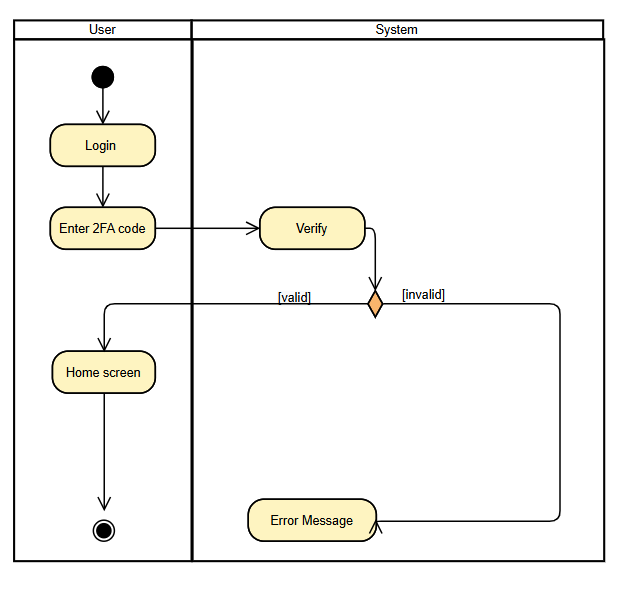 User
System
Login
Enter 2FA code
Verify
[valid]
[invalid]
Home screen
Error Message